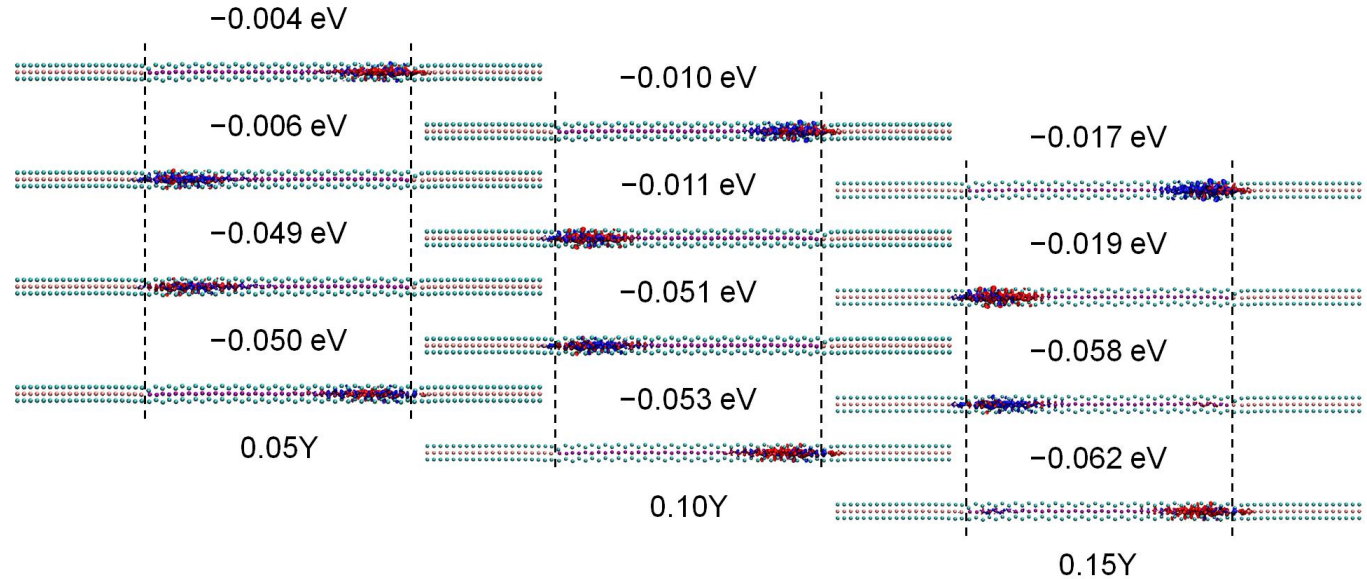 −0.004 eV
−0.006 eV
−0.049 eV
−0.050 eV
0.05Y
−0.010 eV
−0.011 eV
−0.051 eV
−0.053 eV
0.10Y
−0.017 eV
−0.019 eV
−0.058 eV
−0.062 eV
0.15Y